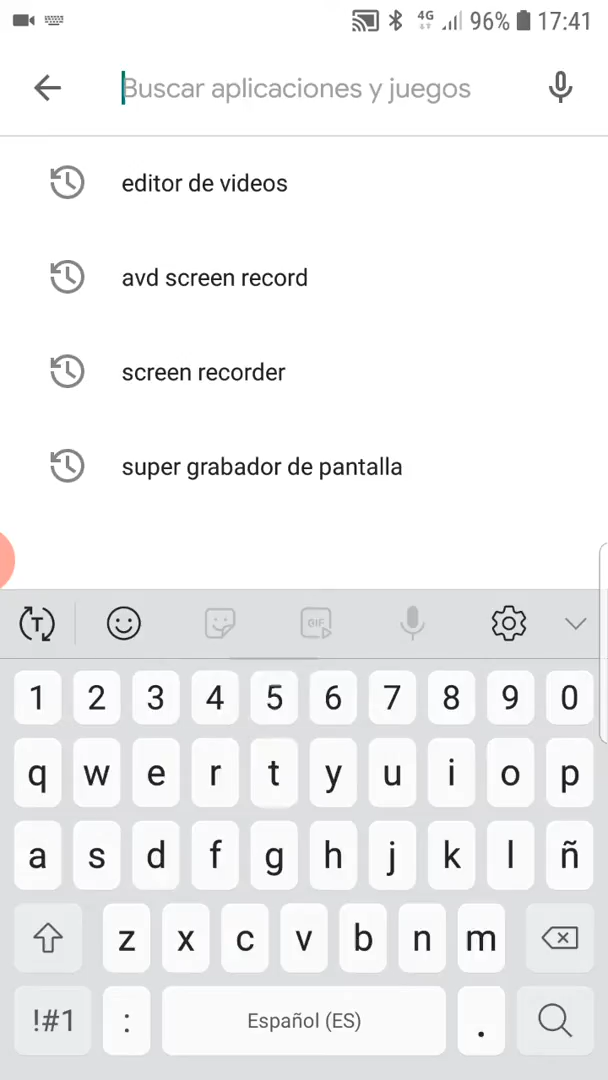 4G 96% 17:41
Buscar aplicaciones y juegos
editor de videos
avd screen record
screen recorder
super grabador de pantalla
T GIF
1 2 3 4 5 6 7 8 9 0
q w e r t y u i o p
a s d f g h j k l ñ
z x c v b n m
!#1 : Español (ES) .